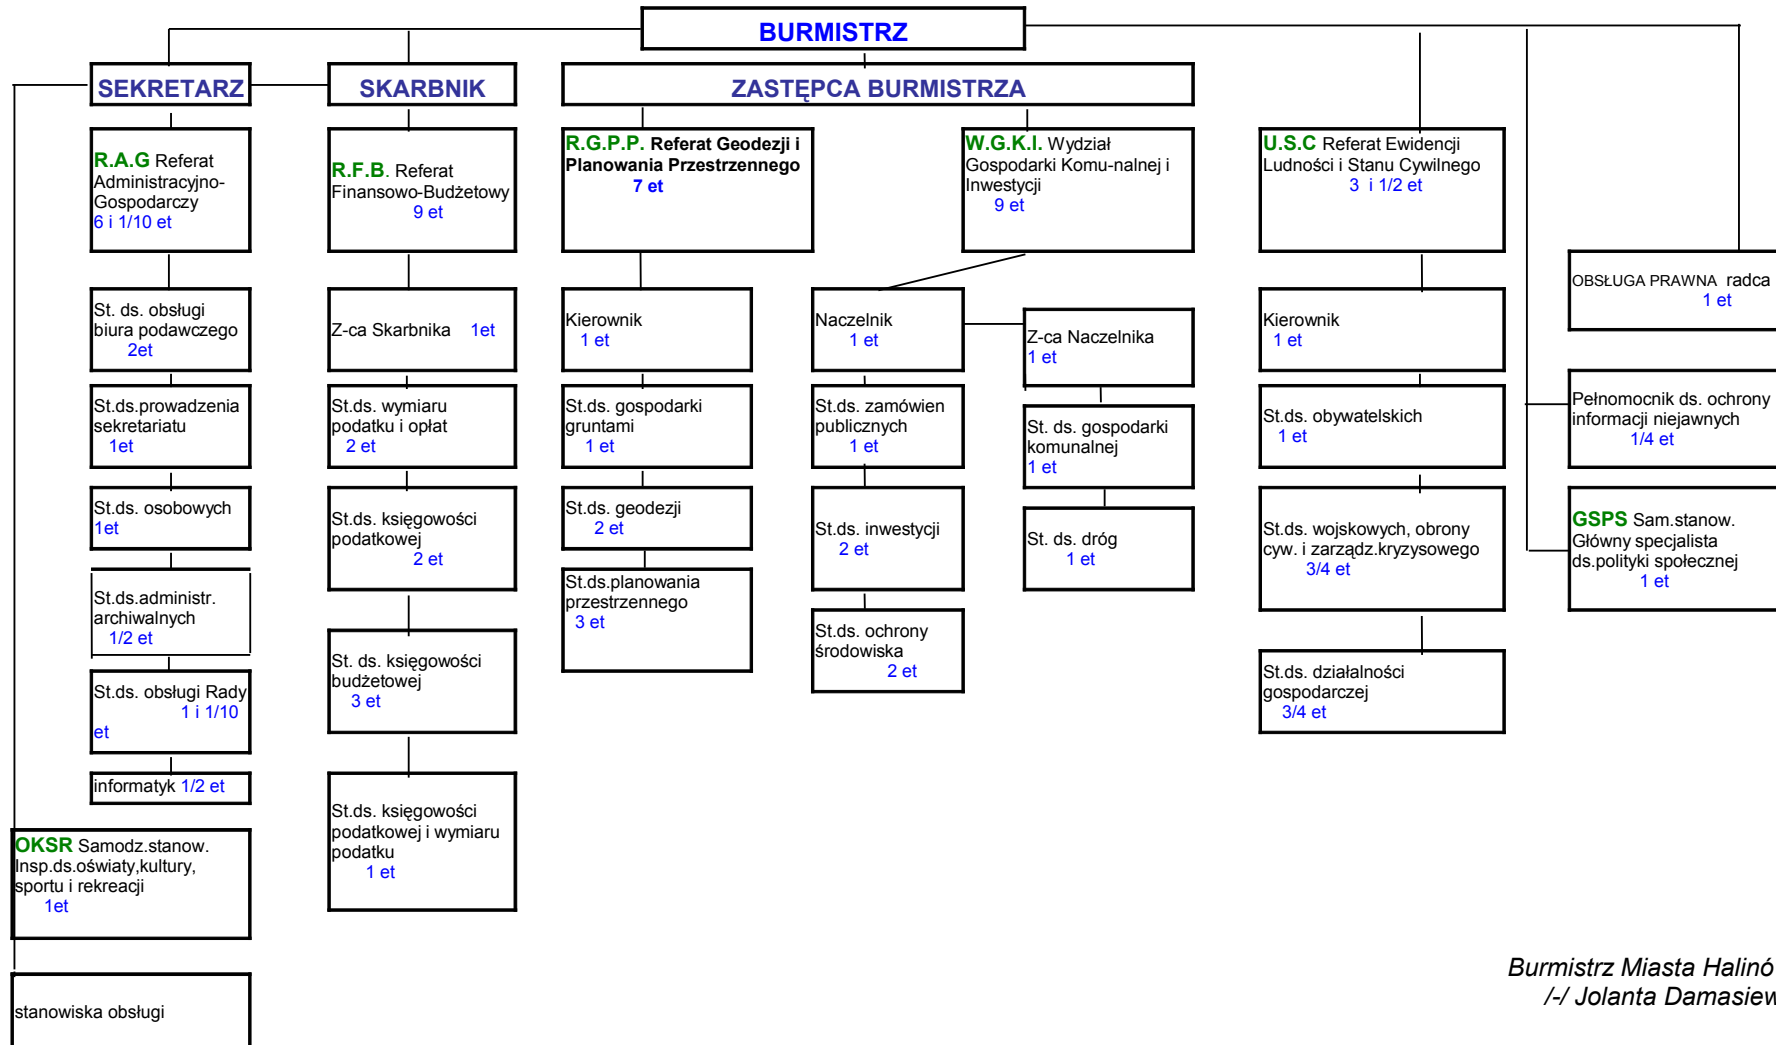 BURMISTRZ
SEKRETARZ
SKARBNIK
ZASTĘPCA BURMISTRZA
R.A.G Referat
Administracyjno-
Gospodarczy
6 i 1/10 et
R.F.B. Referat
Finansowo-Budżetowy
9 et
R.G.P.P. Referat Geodezji i
Planowania Przestrzennego
7 et
W.G.K.I. Wydział
Gospodarki Komu-nalnej i
Inwestycji
9 et
U.S.C Referat Ewidencji
Ludności i Stanu Cywilnego
3 i 1/2 et
OBSŁUGA PRAWNA radca
1 et
St. ds. obsługi
biura podawczego
2et
Z-ca Skarbnika 1et
Kierownik
1 et
Naczelnik
1 et
Z-ca Naczelnika
1 et
Kierownik
1 et
St.ds.prowadzenia
sekretariatu
1et
St.ds. wymiaru
podatku i opłat
2 et
St.ds. gospodarki
gruntami
1 et
St.ds. zamówien
publicznych
1 et
St. ds. gospodarki
komunalnej
1 et
St.ds. obywatelskich
1 et
Pełnomocnik ds. ochrony
informacji niejawnych
1/4 et
St.ds. osobowych
1et
St.ds. księgowości
podatkowej
2 et
St.ds. geodezji
2 et
St.ds. inwestycji
2 et
St. ds. dróg
1 et
St.ds. wojskowych, obrony
cyw. i zarządz.kryzysowego
3/4 et
GSPS Sam.stanow.
Główny specjalista
ds.polityki społecznej
1 et
St.ds.administr.
archiwalnych
1/2 et
St.ds.planowania
przestrzennego
3 et
St.ds. ochrony
środowiska
2 et
St.ds. obsługi Rady
1 i 1/10
et
St. ds. księgowości
budżetowej
3 et
St.ds. działalności
gospodarczej
3/4 et
informatyk 1/2 et
St.ds. księgowości
podatkowej i wymiaru
podatku
1 et
OKSR Samodz.stanow.
Insp.ds.oświaty,kultury,
sportu i rekreacji
1et
stanowiska obsługi
Burmistrz Miasta Halinó
/-/ Jolanta Damasiew